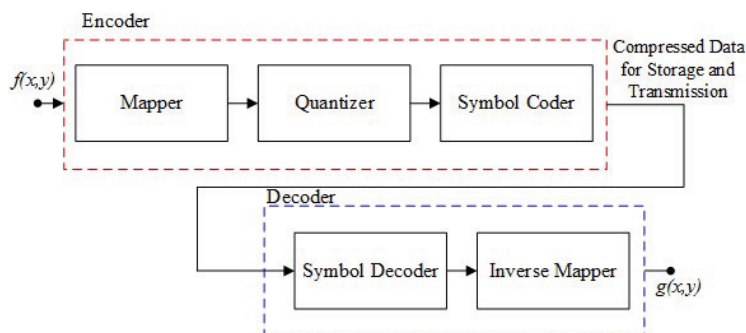 Encoder
f(x,y)
Mapper
Quantizer
Symbol Coder
Compressed Data
for Storage and
Transmission
Decoder
Symbol Decoder
Inverse Mapper
g(x,y)